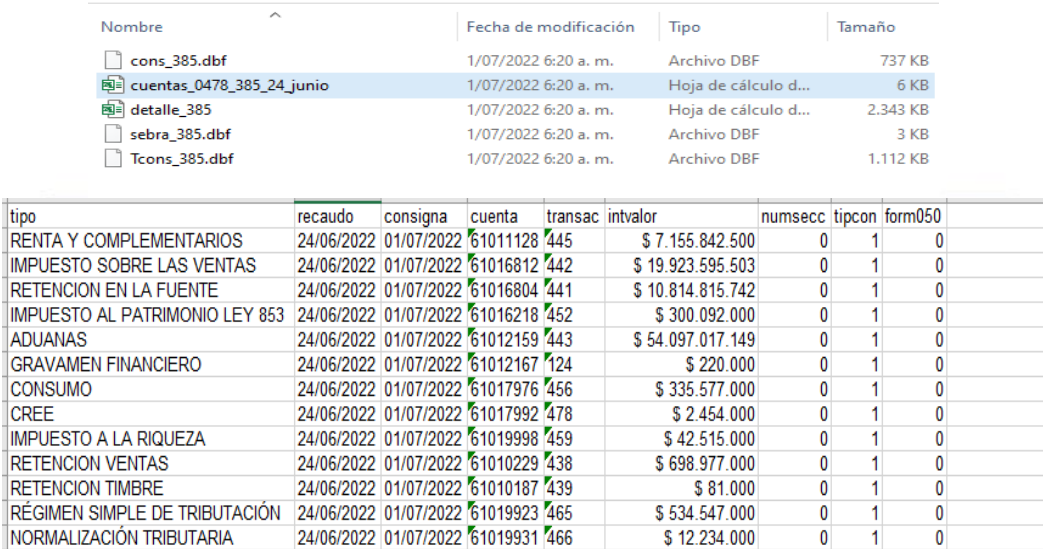 Nombre Fecha de modificación Tipo Tamaño
cons_385.dbf 1/07/2022 6:20 a. m. Archivo DBF 737 KB
cuentas_0478_385_24_junio 1/07/2022 6:20 a. m. Hoja de cálculo d... 6 KB
detalle_385 1/07/2022 6:20 a. m. Hoja de cálculo d... 2.343 KB
sebra_385.dbf 1/07/2022 6:20 a. m. Archivo DBF 3 KB
Tcons_385.dbf 1/07/2022 6:20 a. m. Archivo DBF 1.112 KB
tipo recaudo consigna cuenta transac intvalor numsecc tipcon form050
RENTA Y COMPLEMENTARIOS 24/06/2022 01/07/2022 61011128 445 $ 7.155.842.500 0 1 0
IMPUESTO SOBRE LAS VENTAS 24/06/2022 01/07/2022 61016812 442 $ 19.923.595.503 0 1 0
RETENCION EN LA FUENTE 24/06/2022 01/07/2022 61016804 441 $ 10.814.815.742 0 1 0
IMPUESTO AL PATRIMONIO LEY 853 24/06/2022 01/07/2022 61016218 452 $ 300.092.000 0 1 0
ADUANAS 24/06/2022 01/07/2022 61012159 443 $ 54.097.017.149 0 1 0
GRAVAMEN FINANCIERO 24/06/2022 01/07/2022 61012167 124 $ 220.000 0 1 0
CONSUMO 24/06/2022 01/07/2022 61017976 456 $ 335.577.000 0 1 0
CREE 24/06/2022 01/07/2022 61017992 478 $ 2.454.000 0 1 0
IMPUESTO A LA RIQUEZA 24/06/2022 01/07/2022 61019998 459 $ 42.515.000 0 1 0
RETENCION VENTAS 24/06/2022 01/07/2022 61010229 438 $ 698.977.000 0 1 0
RETENCION TIMBRE 24/06/2022 01/07/2022 61010187 439 $ 81.000 0 1 0
RÉGIMEN SIMPLE DE TRIBUTACIÓN 24/06/2022 01/07/2022 61019923 465 $ 534.547.000 0 1 0
NORMALIZACIÓN TRIBUTARIA 24/06/2022 01/07/2022 61019931 466 $ 12.234.000 0 1 0